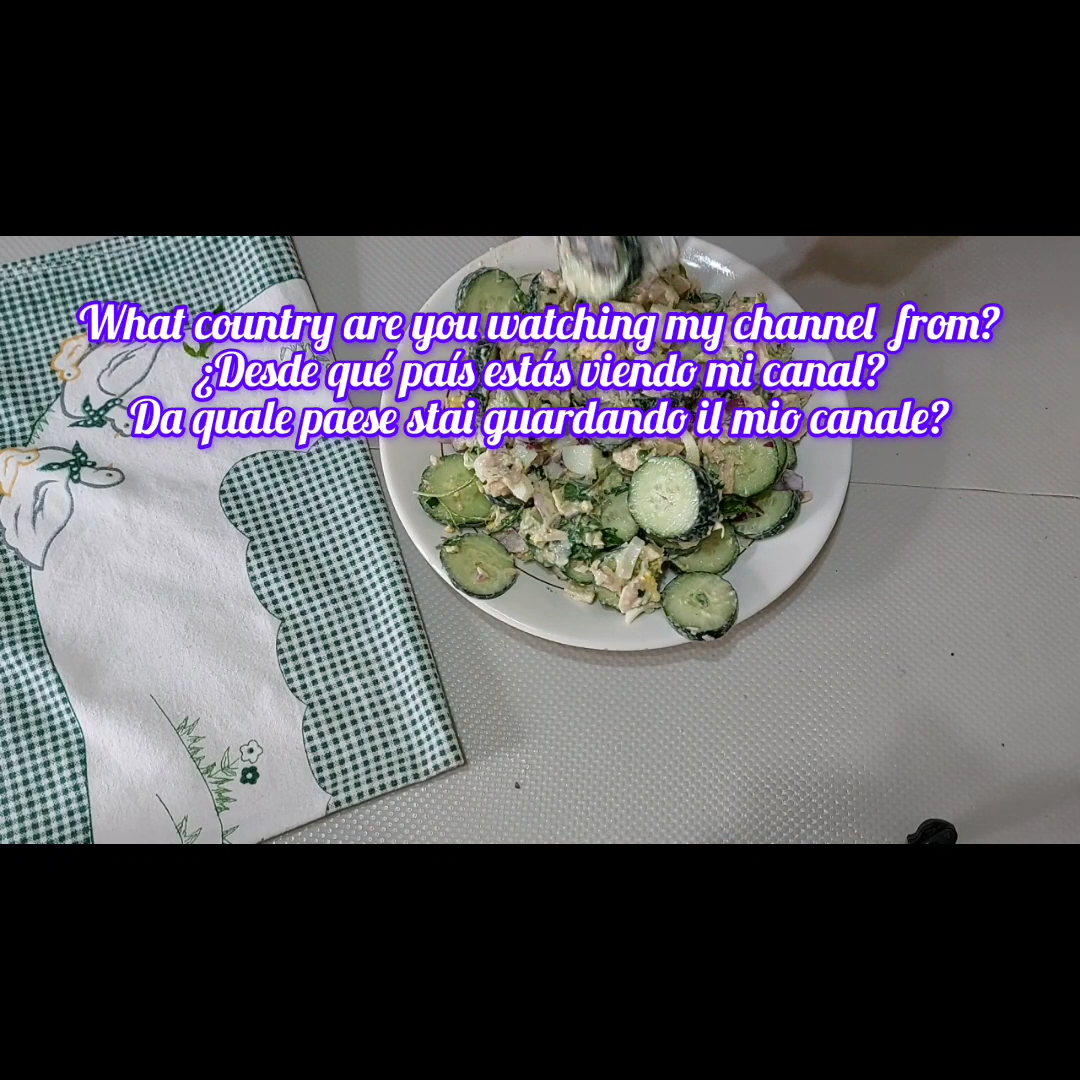 What country are you watching my channel from?
¿Desde qué país estás viendo mi canal?
Da quale paese stai guardando il mio canale?